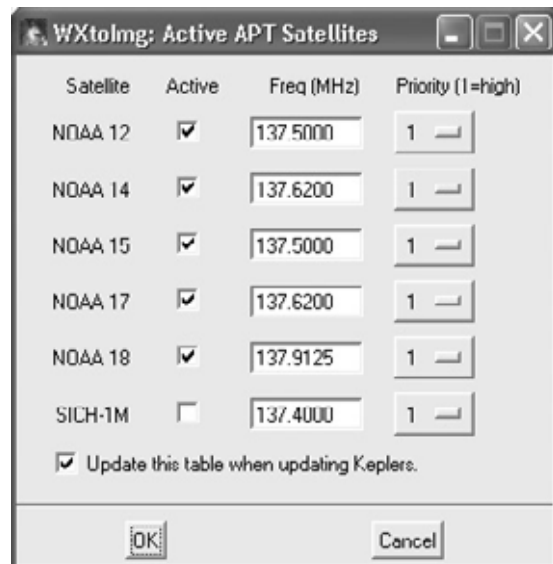 WXtoImg: Active APT Satellites
Satellite Active Freq (MHz) Priority (1=high)
NOAA 12 137.5000 1
NOAA 14 137.6200 1
NOAA 15 137.5000 1
NOAA 17 137.6200 1
NOAA 18 137.9125 1
SICH-1M 137.4000 1
Update this table when updating Keplers.
OK Cancel